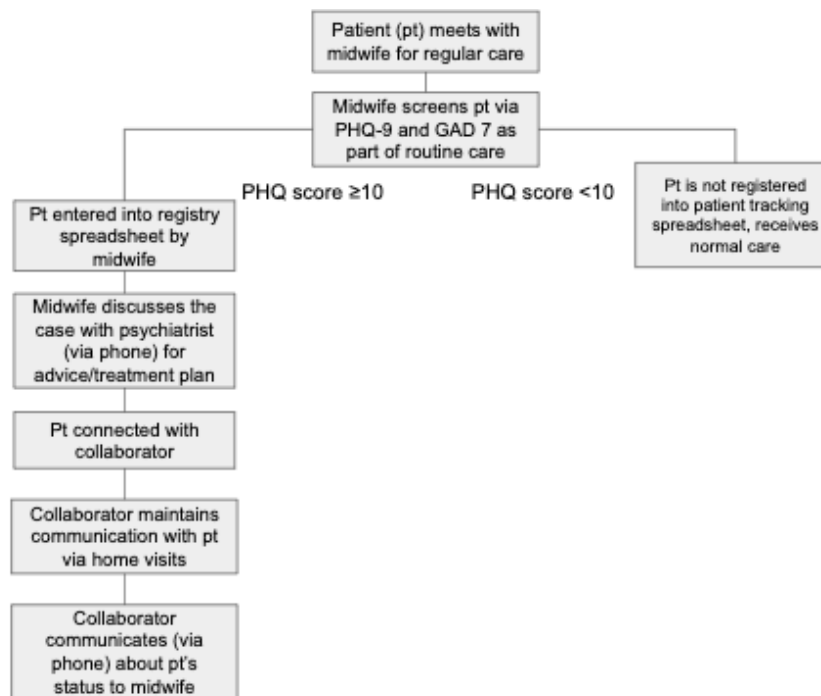 Patient (pt) meets with
midwife for regular care
Midwife screens pt via
PHQ-9 and GAD 7 as
part of routine care
PHQ score ≥10
PHQ score <10
Pt entered into registry
spreadsheet by
midwife
Pt is not registered
into patient tracking
spreadsheet, receives
normal care
Midwife discusses the
case with psychiatrist
(via phone) for
advice/treatment plan
Pt connected with
collaborator
Collaborator maintains
communication with pt
via home visits
Collaborator
communicates (via
phone) about pt's
status to midwife